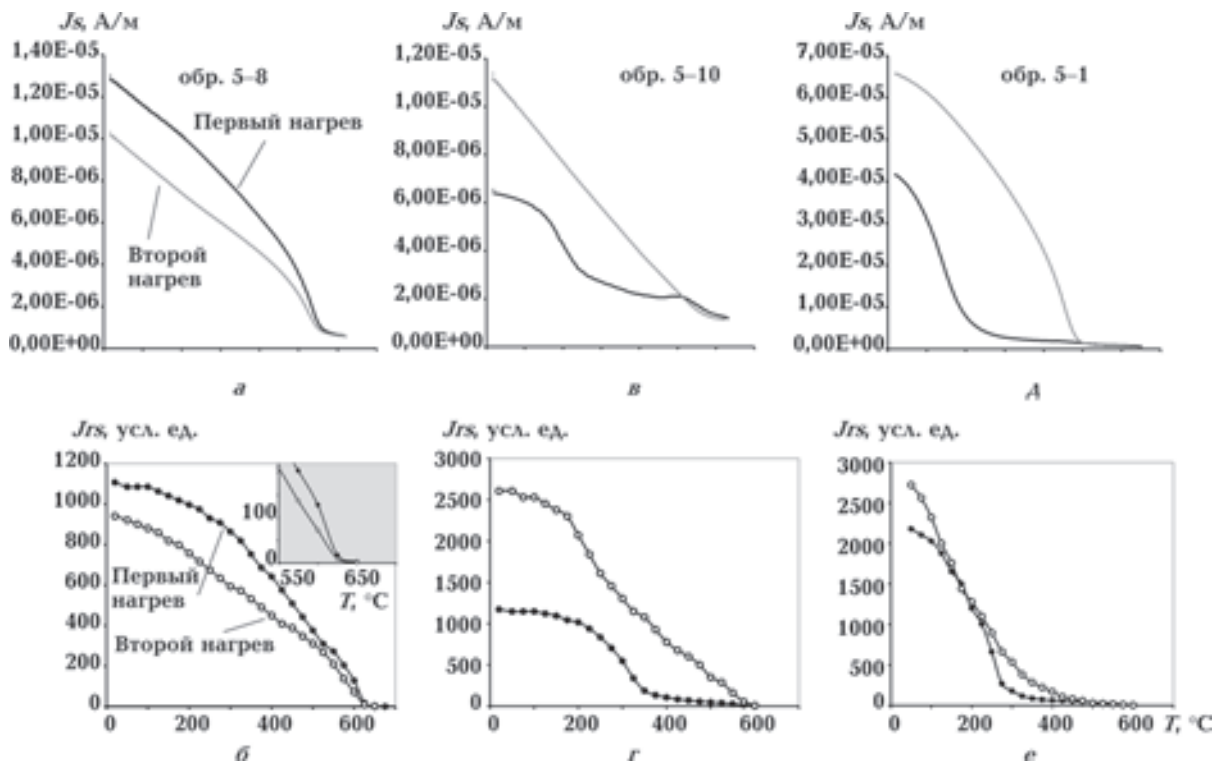 Js, А/м
1,40E-05
1,20E-05
1,00E-05
8,00E-06
6,00E-06
4,00E-06
2,00E-06
0,00E+00
обр. 5–8
Первый нагрев
Второй
нагрев
а
Js, А/м
1,20E-05
1,00E-05
8,00E-06
6,00E-06
4,00E-06
2,00E-06
0,00E+00
обр. 5–10
в
Js, А/м
7,00E-05
6,00E-05
5,00E-05
4,00E-05
3,00E-05
2,00E-05
1,00E-05
0,00E+00
обр. 5–1
д
Jrs, усл. ед.
1200
1000
800
600
400
200
0
0 200 400 600
100
0
550 650
T, °C
Первый
нагрев
Второй нагрев
б
Jrs, усл. ед.
3000
2500
2000
1500
1000
500
0
0 200 400 600
г
Jrs, усл. ед.
3000
2500
2000
1500
1000
500
0
0 200 400 600 T, °C
е